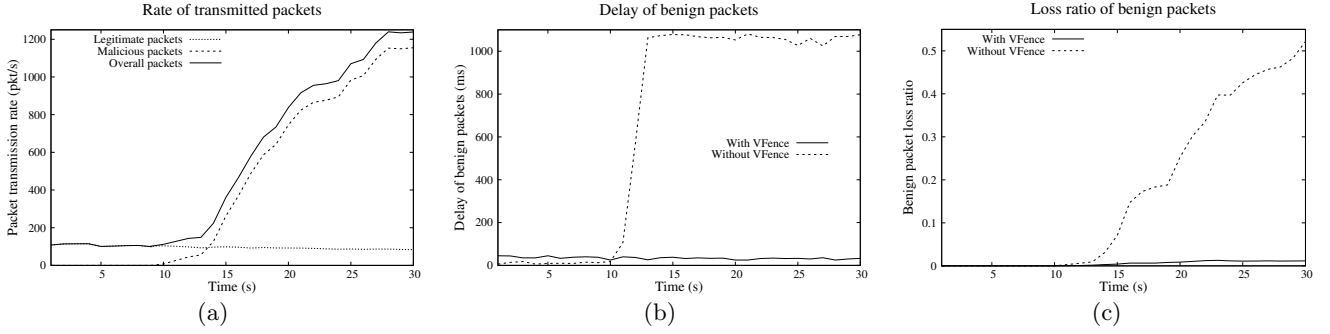 Rate of transmitted packets
Packet transmission rate (pkt/s)
1200
1000
800
600
400
200
0
Legitimate packets
Malicious packets
Overall packets
5 10 15 20 25 30
Time (s)
(a)
Delay of benign packets
Delay of benign packets (ms)
1000
800
600
400
200
0
With VFence
Without VFence
5 10 15 20 25 30
Time (s)
(b)
Loss ratio of benign packets
Benign packet loss ratio
0.5
0.4
0.3
0.2
0.1
0
With VFence
Without VFence
5 10 15 20 25 30
Time (s)
(c)